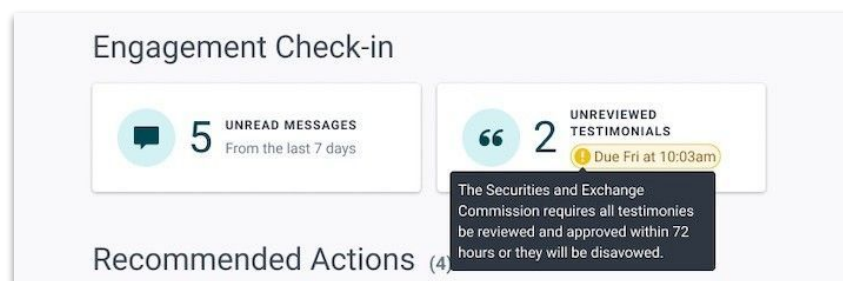 Engagement Check-in
5 UNREAD MESSAGES
From the last 7 days
2 UNREVIEWED
TESTIMONIALS
Due Fri at 10:03am
The Securities and Exchange
Commission requires all testimonies
be reviewed and approved within 72
hours or they will be disavowed.
Recommended Actions (4)